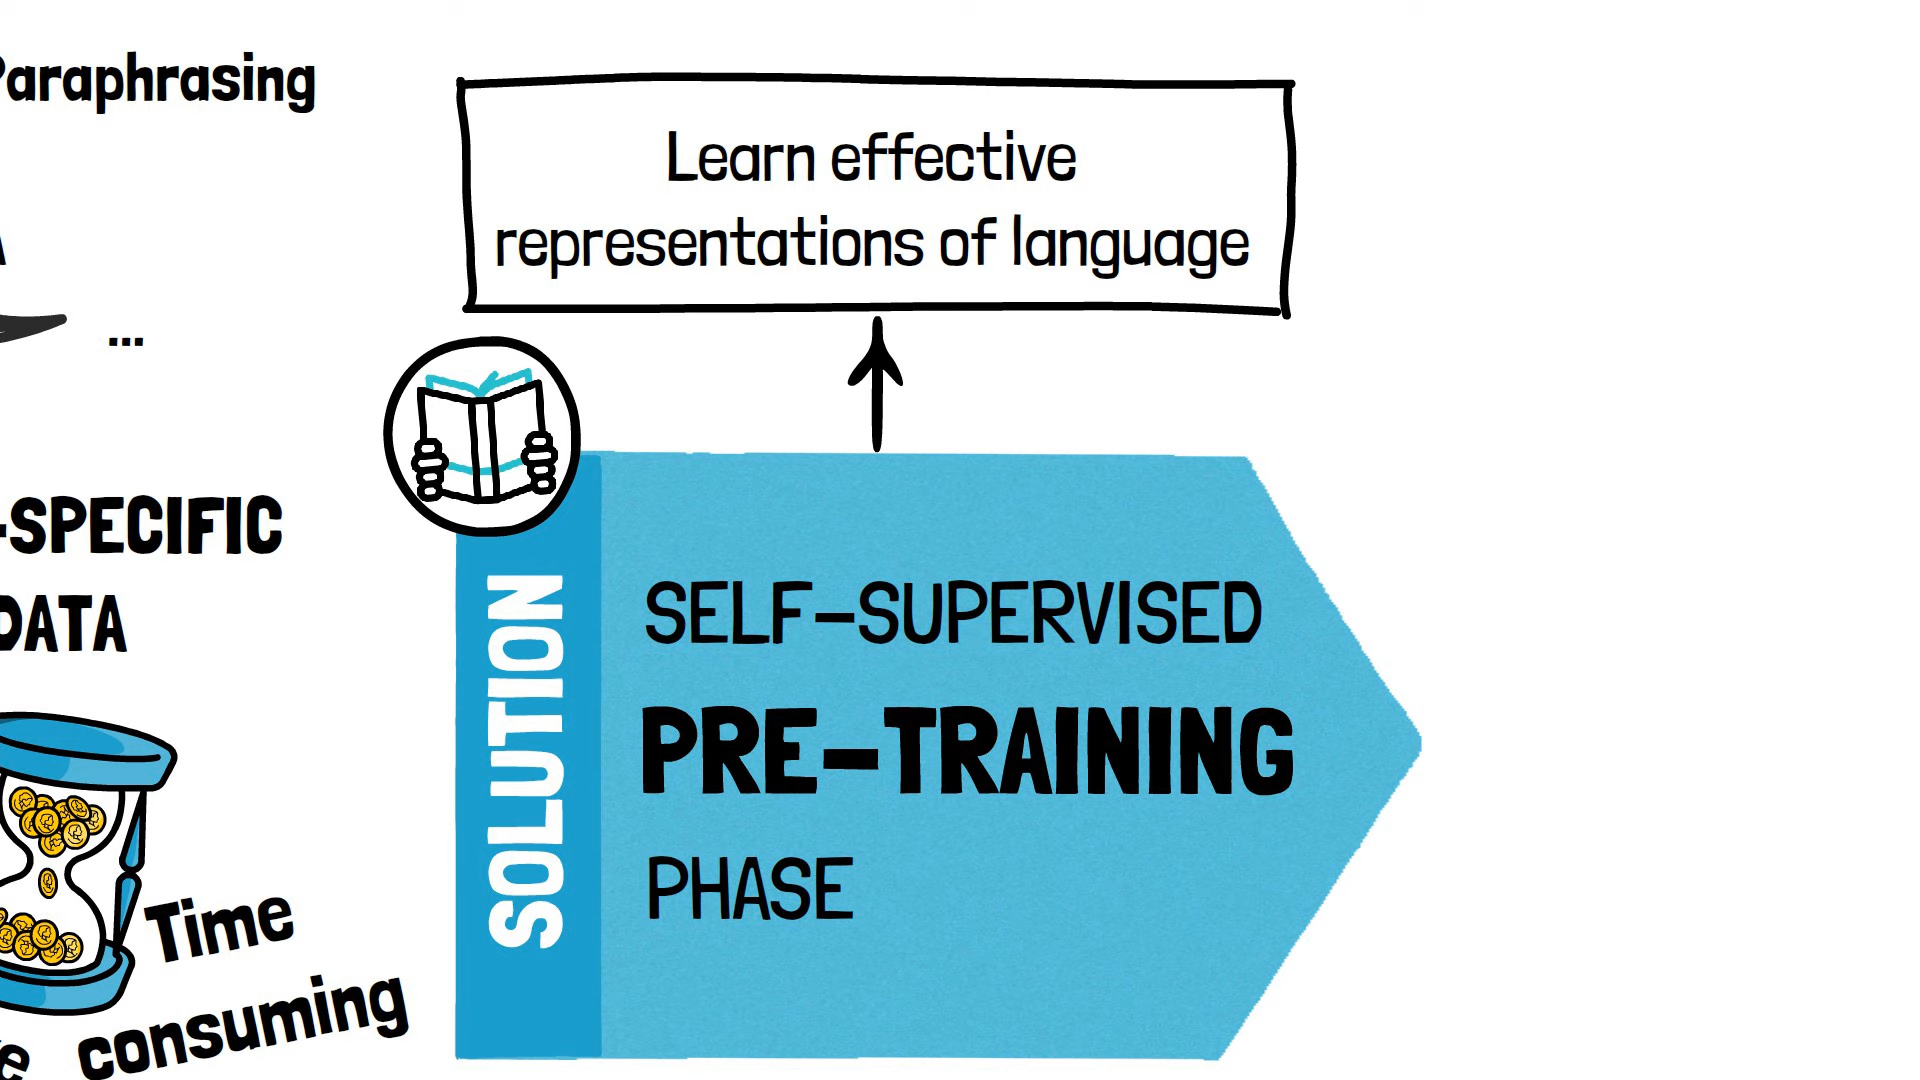 Paraphrasing
...
-SPECIFIC
DATA
Time
consuming
Learn effective
representations of language
SOLUTION
SELF-SUPERVISED
PRE-TRAINING
PHASE